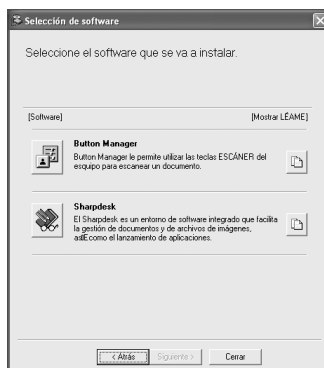 Selección de software
Seleccione el software que se va a instalar.
[Software] [Mostrar LÉAME]
Button Manager
Button Manager le permite utilizar las teclas ESCÁNER del
esquipo para escanear un documento.
Sharpdesk
El Sharpdesk es un entorno de software integrado que facilita
la gestión de documentos y de archivos de imágenes,
asíEcomo el lanzamiento de aplicaciones.
< Atrás Siguiente > Cerrar